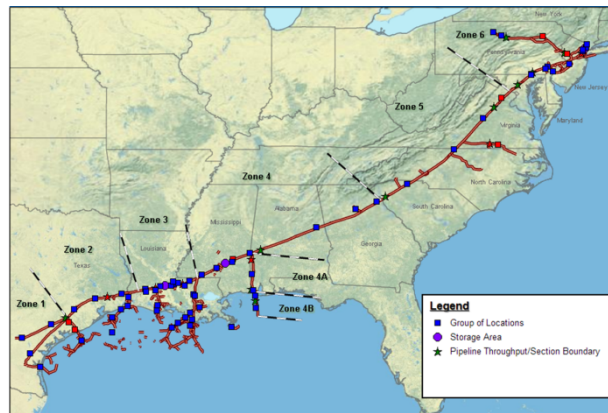 New York
Zone 6
Pennsylvania
New Jersey
Zone 5
Maryland
Virginia
Zone 4
North Carolina
Zone 3
Mississippi
Alabama
South Carolina
Georgia
Zone 2
Louisiana
Texas
Zone 4A
Zone 1
Zone 4B
Legend
Group of Locations
Storage Area
Pipeline Throughput/Section Boundary